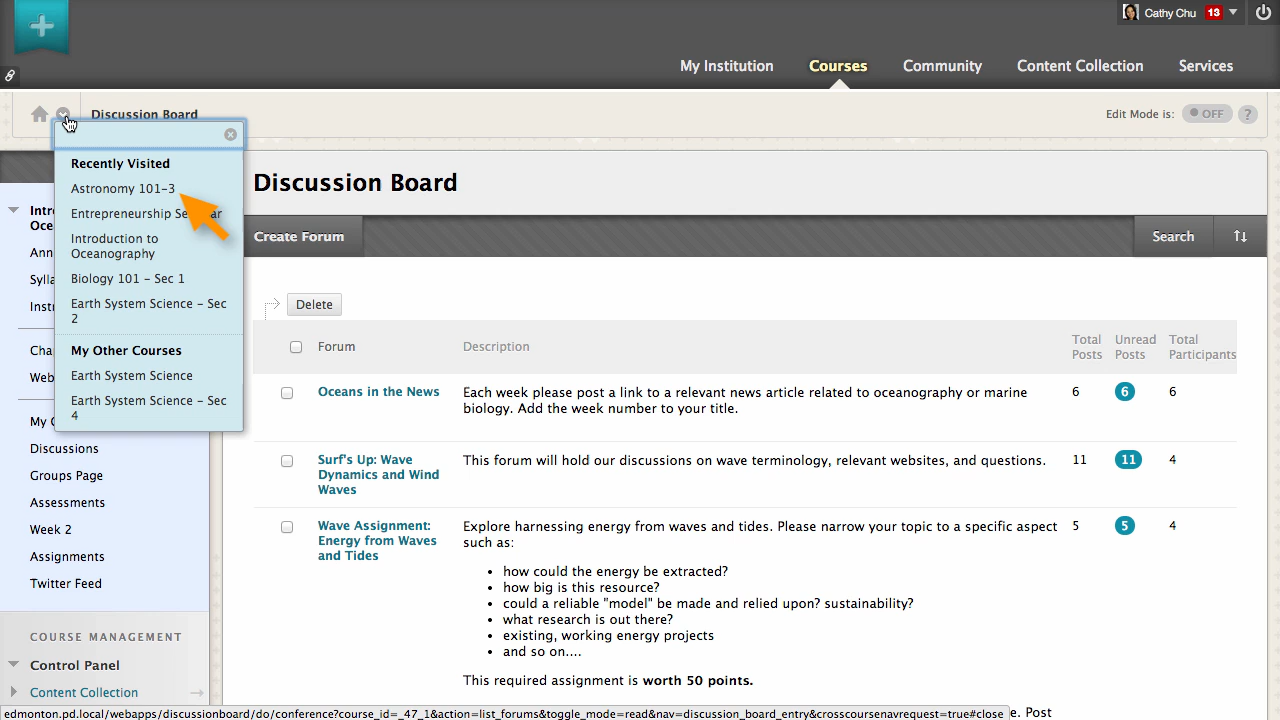 Cathy Chu 13
My Institution Courses Community Content Collection Services
Discussion Board
Edit Mode is: OFF ?
Recently Visited
Astronomy 101-3
Entrepreneurship
Introduction to
Oceanography
Biology 101 - Sec 1
Earth System Science - Sec
2
My Other Courses
Earth System Science
Earth System Science - Sec
4
Discussions
Groups Page
Assessments
Week 2
Assignments
Twitter Feed
COURSE MANAGEMENT
Control Panel
Content Collection
Discussion Board
Create Forum Search
Delete
Forum Description Total
Posts Unread
Posts Total
Participants
Oceans in the News Each week please post a link to a relevant news article related to oceanography or marine
biology. Add the week number to your title. 6 6 6
Surf's Up: Wave
Dynamics and Wind
Waves This forum will hold our discussions on wave terminology, relevant websites, and questions. 11 11 4
Wave Assignment:
Energy from Waves
and Tides Explore harnessing energy from waves and tides. Please narrow your topic to a specific aspect
such as: 5 5 4
• how could the energy be extracted?
• how big is this resource?
• could a reliable "model" be made and relied upon? sustainability?
• what research is out there?
• existing, working energy projects
• and so on....
This required assignment is worth 50 points.
e. Post
edmonton.pd.local/webapps/discussionboard/do/conference?course_id=_47_1&action=list_forums&toggle_mode=read&nav=discussion_board_entry&crosscoursenavrequest=true#close